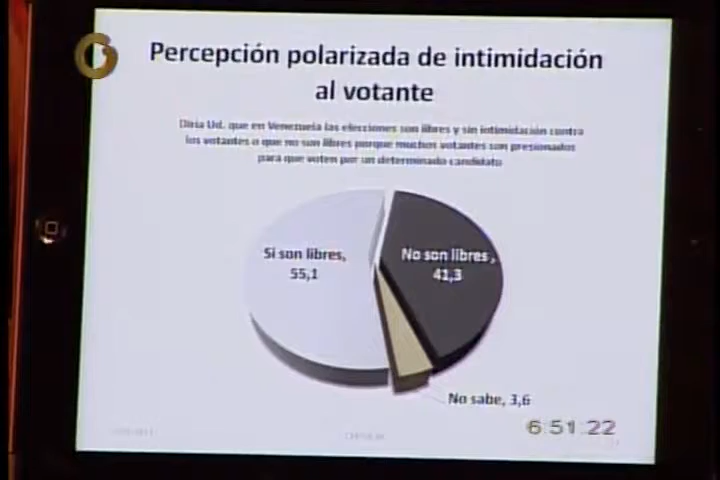 Percepción polarizada de intimidación
al votante
Diría Ud. que en Venezuela las elecciones son libres y sin intimidación contra
los votantes o que no son libres porque muchos votantes son presionados
para que voten por un determinado candidato
Si son libres,
55,1
No son libres,
41,3
No sabe, 3,6
6:51:22